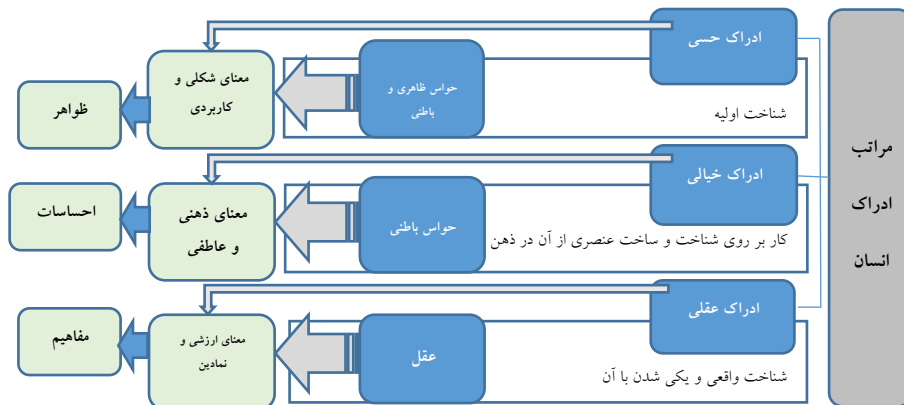 مراتب
ادراک
انسان
ادراک حسی
حواس ظاهری و
باطنی
شناخت اولیه
معنای شکلی و
کاربردی
ظواهر
ادراک خیالی
حواس باطنی
کار بر روی شناخت و ساخت عنصری از آن در ذهن
معنای ذهنی
و عاطفی
احساسات
ادراک عقلی
عقل
شناخت واقعی و یکی شدن با آن
معنای ارزشی و
نمادین
مفاهیم